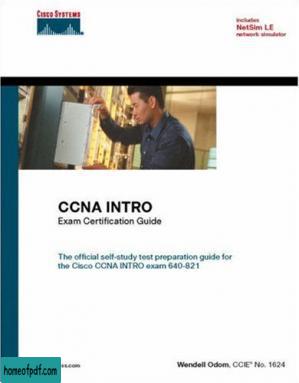 CISCO SYSTEMS
Includes
NetSim LE
network simulator
CCNA INTRO
Exam Certification Guide
The official self-study test preparation guide for
the Cisco CCNA INTRO exam 640-821
homeofpdf.com
ss.com
Wendell Odom, CCIE® No. 1624